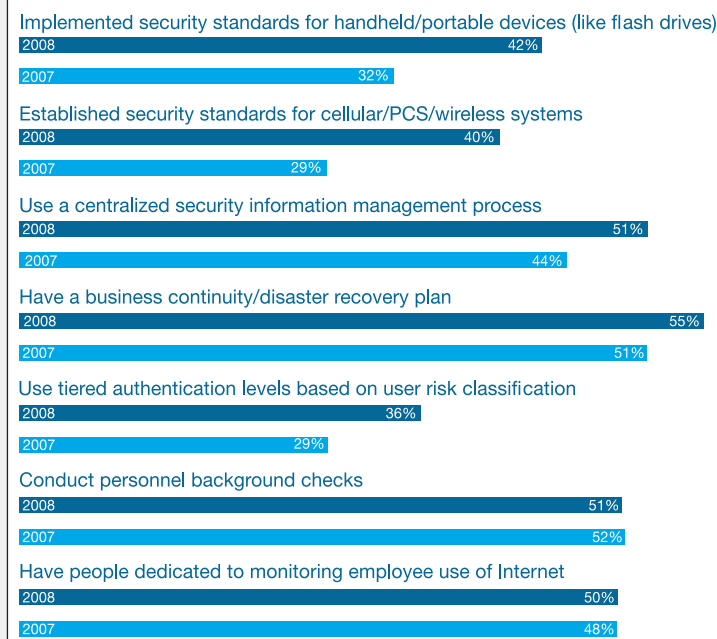 Implemented security standards for handheld/portable devices (like flash drives)
2008 42%
2007 32%
Established security standards for cellular/PCS/wireless systems
2008 40%
2007 29%
Use a centralized security information management process
2008 51%
2007 44%
Have a business continuity/disaster recovery plan
2008 55%
2007 51%
Use tiered authentication levels based on user risk classification
2008 36%
2007 29%
Conduct personnel background checks
2008 51%
2007 52%
Have people dedicated to monitoring employee use of Internet
2008 50%
2007 48%